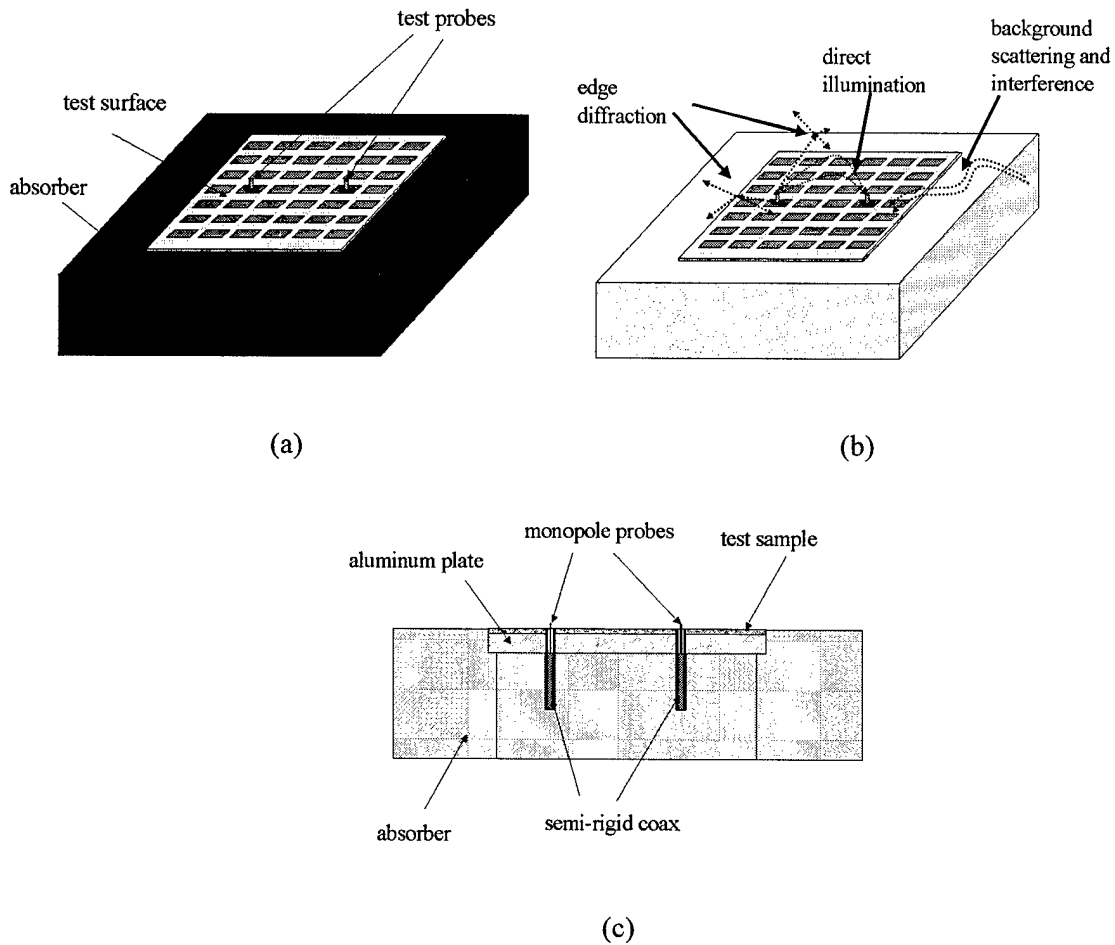 test probes
test surface
absorber
(a)
background
scattering and
interference
direct
illumination
edge
diffraction
(b)
monopole probes
test sample
aluminum plate
absorber
semi-rigid coax
(c)